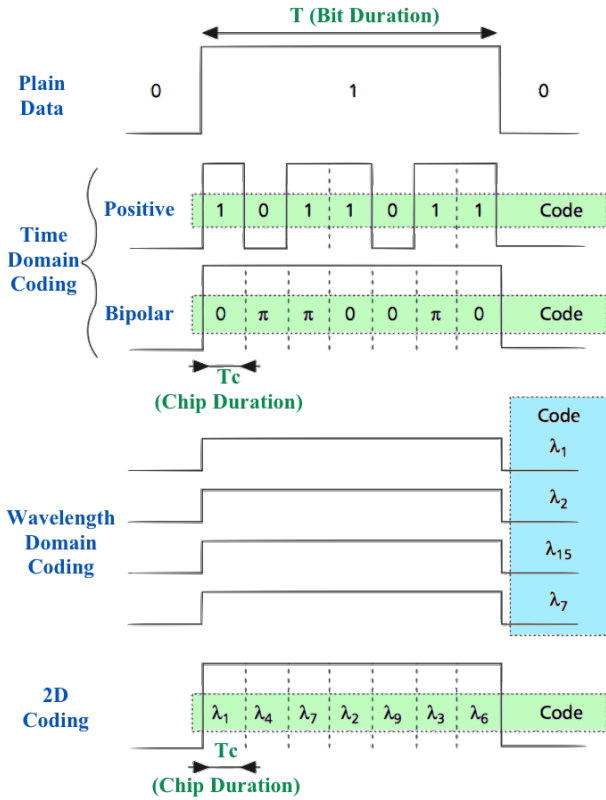 T (Bit Duration)
Plain
Data
0 1 0
Time
Domain
Coding
Positive 1 0 1 1 0 1 1 Code
Bipolar 0 π π 0 0 π 0 Code
Tc
(Chip Duration)
Code
λ1
λ2
λ15
λ7
Wavelength
Domain
Coding
2D
Coding
λ1 λ4 λ7 λ2 λ9 λ3 λ6 Code
Tc
(Chip Duration)